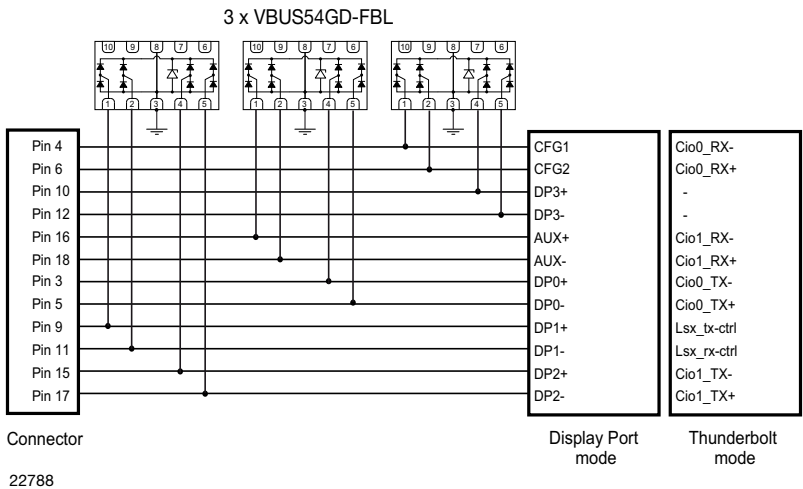 3 x VBUS54GD-FBL
10 9 8 7 6 10 9 8 7 6 10 9 8 7 6
1 2 3 4 5 1 2 3 4 5 1 2 3 4 5
Pin 4 CFG1 Cio0_RX-
Pin 6 CFG2 Cio0_RX+
Pin 10 DP3+ -
Pin 12 DP3- -
Pin 16 AUX+ Cio1_RX-
Pin 18 AUX- Cio1_RX+
Pin 3 DP0+ Cio0_TX-
Pin 5 DP0- Cio0_TX+
Pin 9 DP1+ Lsx_tx-ctrl
Pin 11 DP1- Lsx_rx-ctrl
Pin 15 DP2+ Cio1_TX-
Pin 17 DP2- Cio1_TX+
Connector
Display Port
mode
Thunderbolt
mode
22788